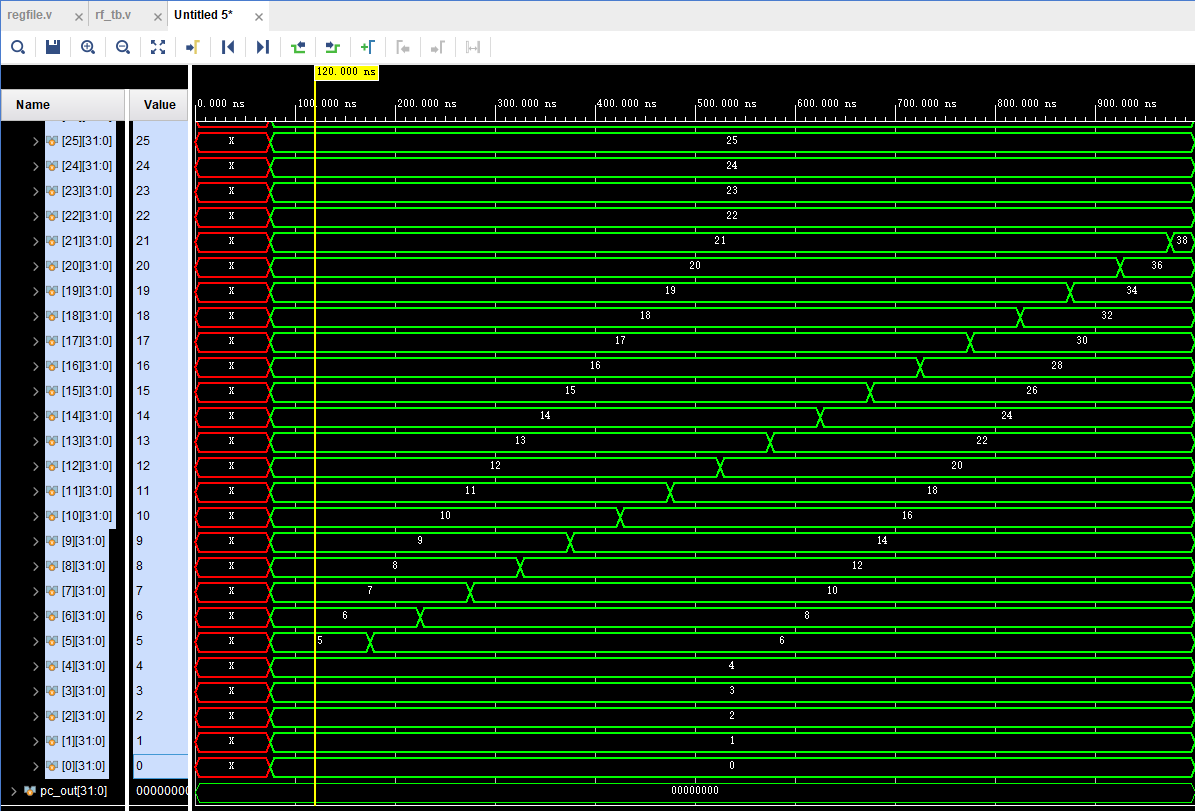 regfile.v rf_tb.v Untitled 5*
120.000 ns
Name Value 0.000 ns 100.000 ns 200.000 ns 300.000 ns 400.000 ns 500.000 ns 600.000 ns 700.000 ns 800.000 ns 900.000 ns
[25][31:0] 25 X 25
[24][31:0] 24 X 24
[23][31:0] 23 X 23
[22][31:0] 22 X 22
[21][31:0] 21 X 21 38
[20][31:0] 20 X 20 36
[19][31:0] 19 X 19 34
[18][31:0] 18 X 18 32
[17][31:0] 17 X 17 30
[16][31:0] 16 X 16 28
[15][31:0] 15 X 15 26
[14][31:0] 14 X 14 24
[13][31:0] 13 X 13 22
[12][31:0] 12 X 12 20
[11][31:0] 11 X 11 18
[10][31:0] 10 X 10 16
[9][31:0] 9 X 9 14
[8][31:0] 8 X 8 12
[7][31:0] 7 X 7 10
[6][31:0] 6 X 6 8
[5][31:0] 5 X 5 6
[4][31:0] 4 X 4
[3][31:0] 3 X 3
[2][31:0] 2 X 2
[1][31:0] 1 X 1
[0][31:0] 0 X 0
pc_out[31:0] 00000000 00000000